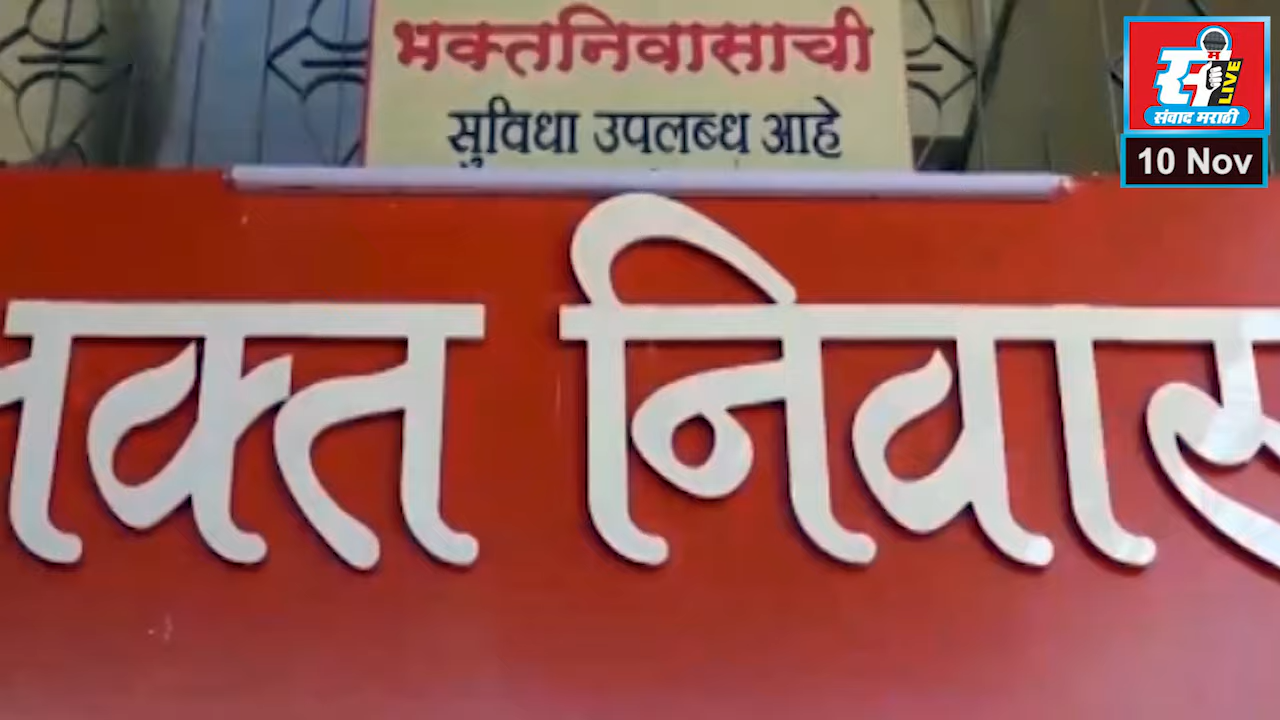 भक्तनिवासाची
सुविधा उपलब्ध आहे
क्त निवास
स
LIVE
संवाद मराठी
10 Nov